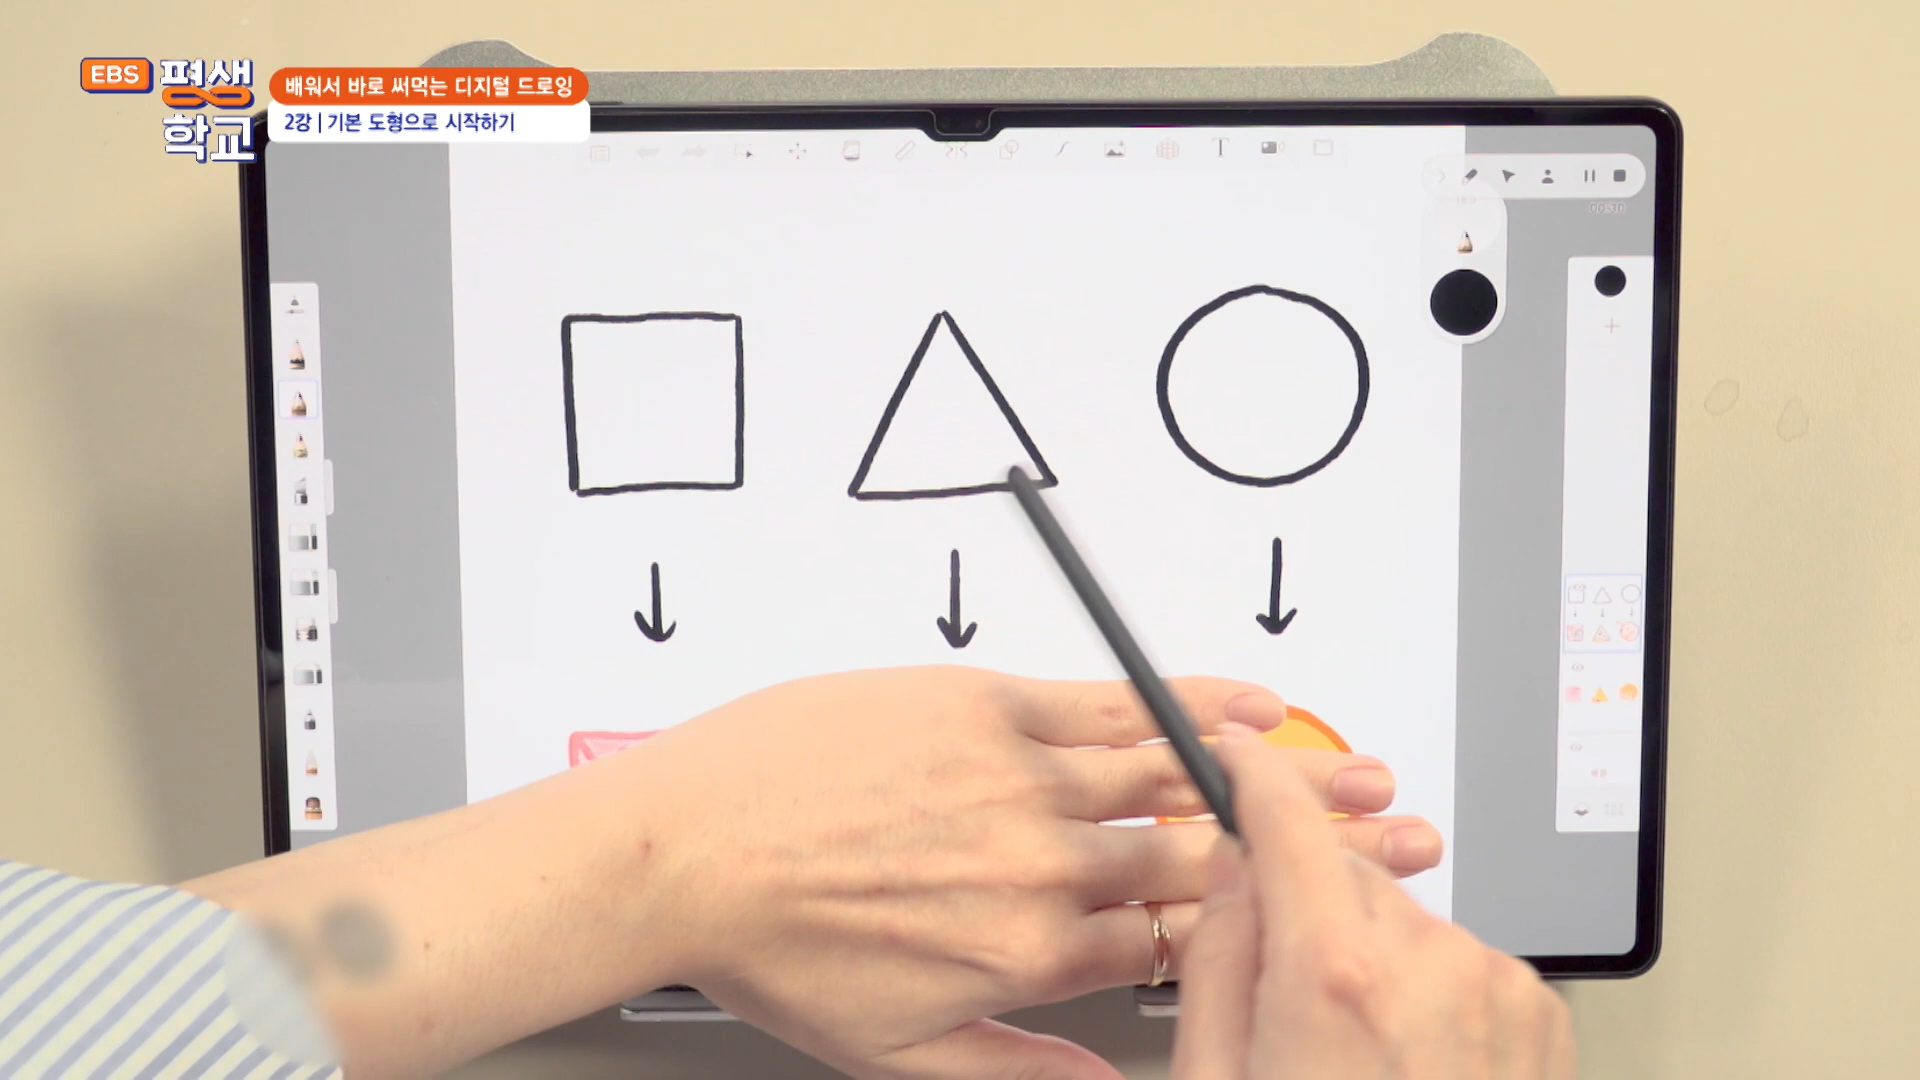 EBS 평생
학교
배워서 바로 써먹는 디지털 드로잉
2강 | 기본 도형으로 시작하기
T